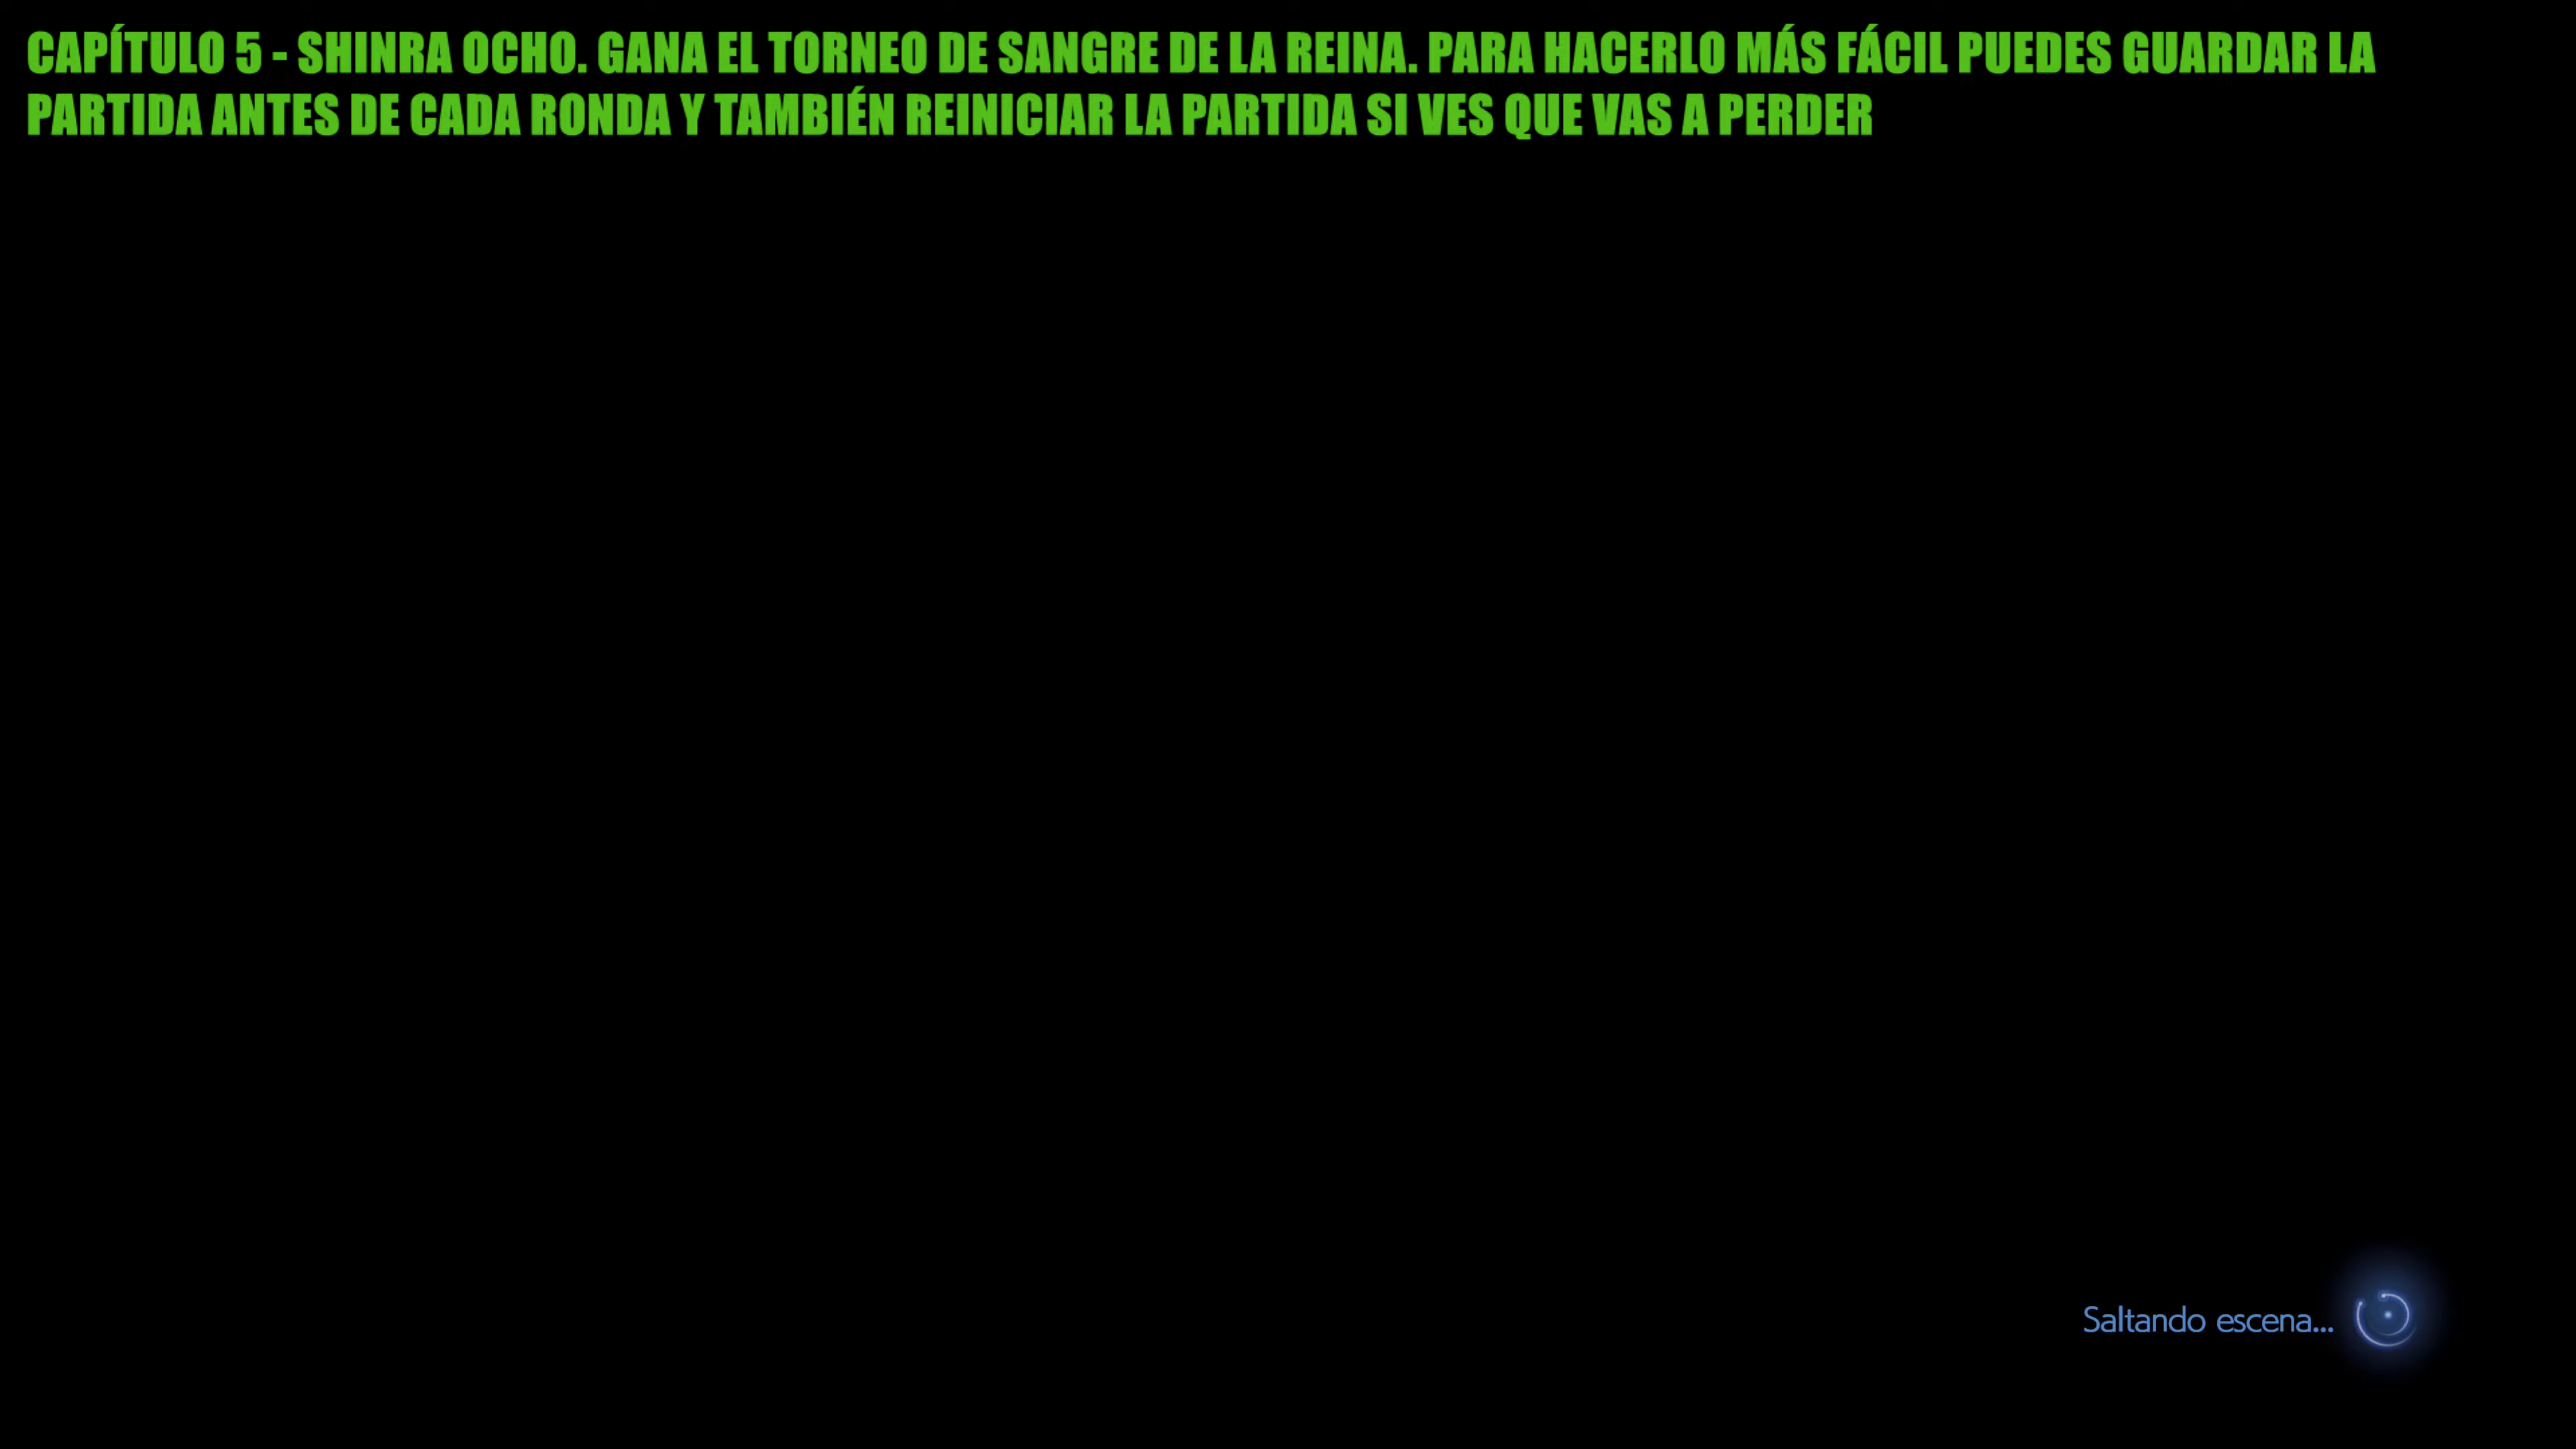 CAPÍTULO 5 - SHINRA OCHO. GANA EL TORNEO DE SANGRE DE LA REINA. PARA HACERLO MÁS FÁCIL PUEDES GUARDAR LA
PARTIDA ANTES DE CADA RONDA Y TAMBIÉN REINICIAR LA PARTIDA SI VES QUE VAS A PERDER
Saltando escena...